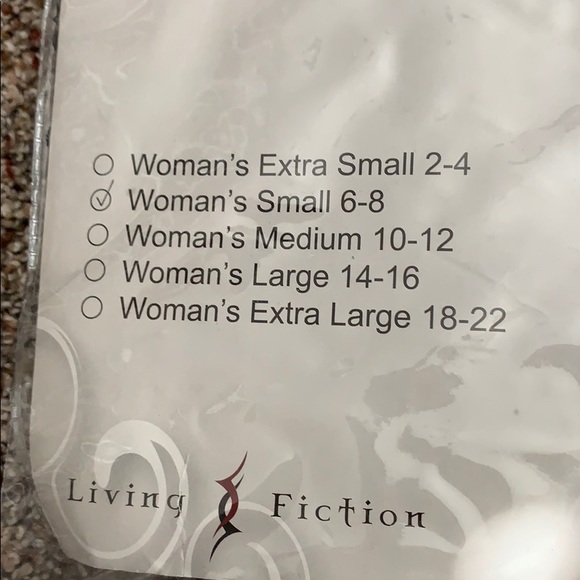 Woman's Extra Small 2-4
Woman's Small 6-8
Woman's Medium 10-12
Woman's Large 14-16
Woman's Extra Large 18-22
Living Fiction